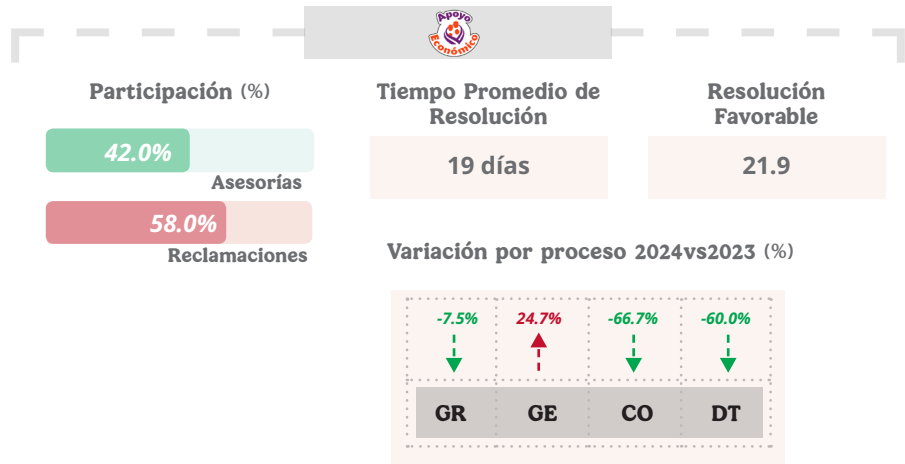 Apoyo
Económico
Participación (%)
42.0%
Asesorías
58.0%
Reclamaciones
Tiempo Promedio de
Resolución
19 días
Resolución
Favorable
21.9
Variación por proceso 2024vs2023 (%)
-7.5% 24.7% -66.7% -60.0%
GR GE CO DT